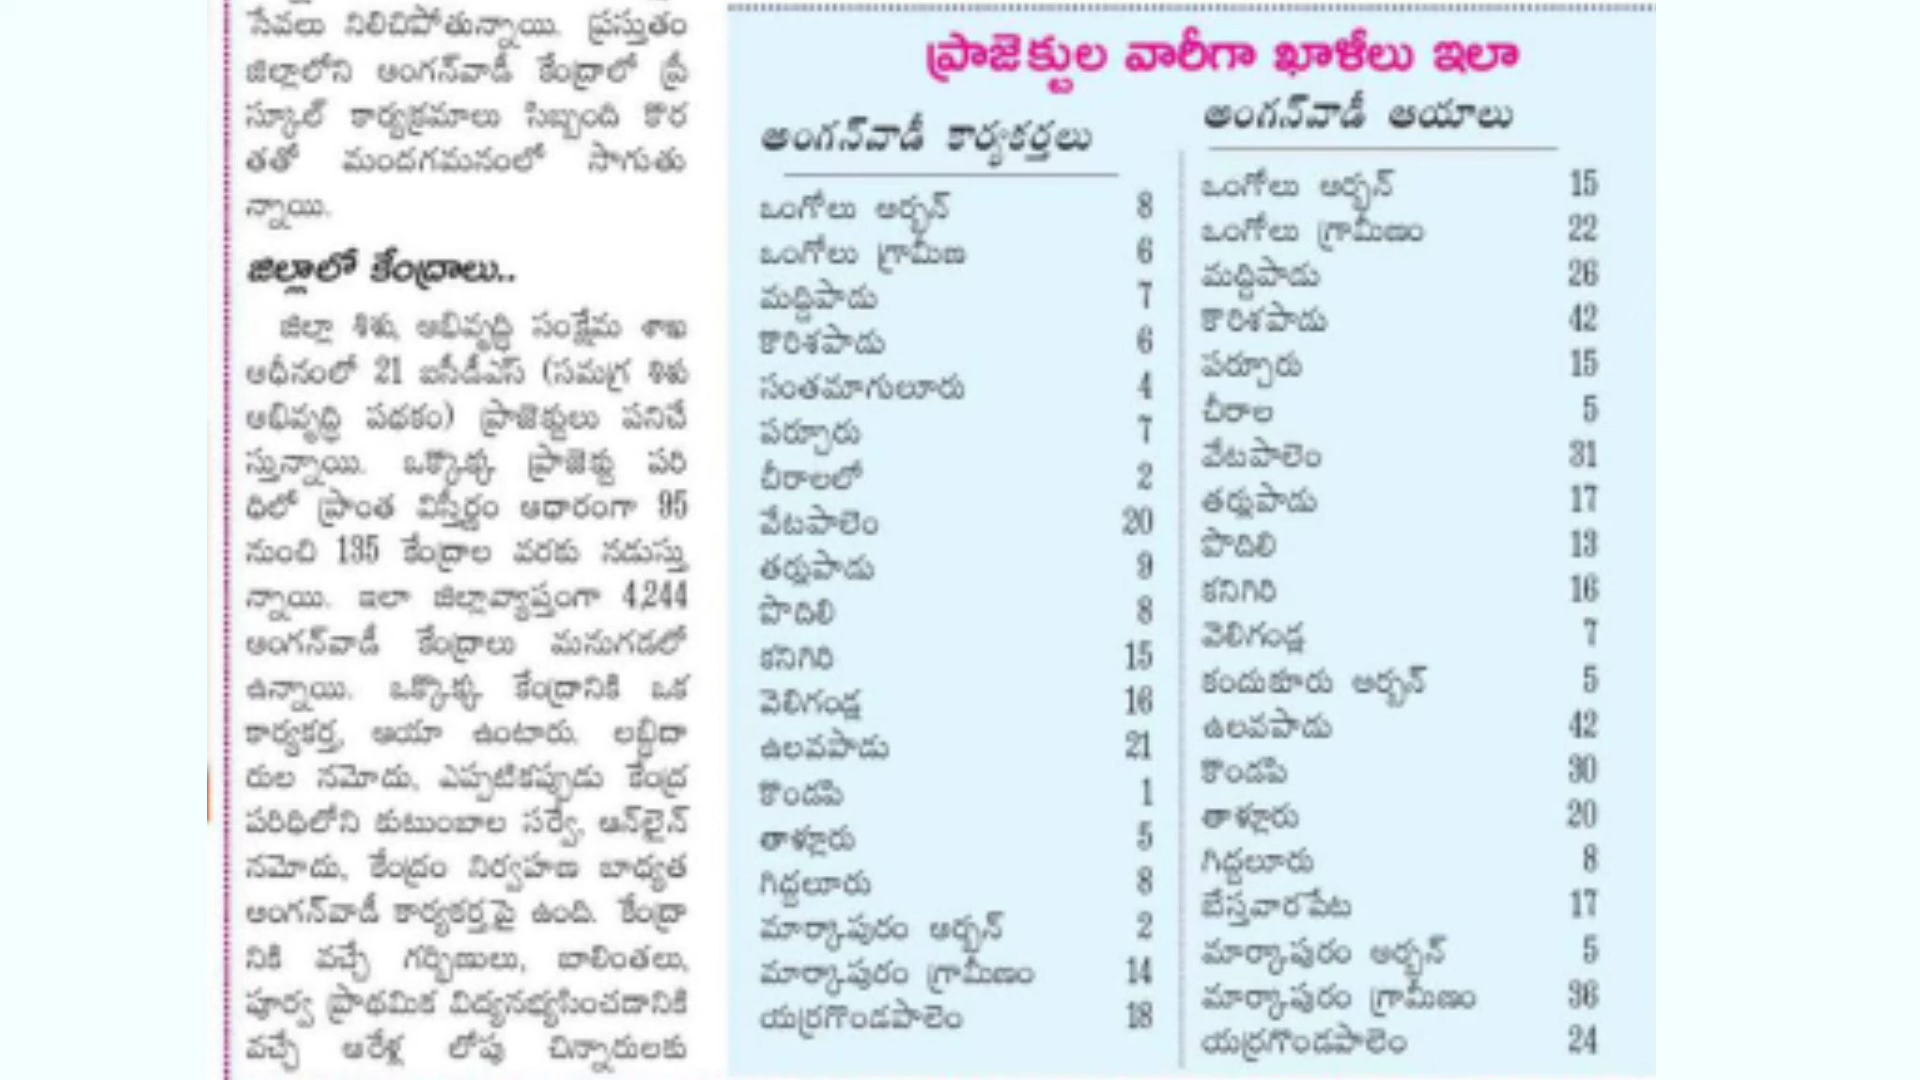 సేవలు నిలిచిపోతున్నాయి. ప్రస్తుతం
జిల్లాలోని అంగన్‌వాడీ కేంద్రాలో ప్రీ
స్కూల్ కార్యక్రమాలు సిబ్బంది కొర
తతో మందగమనంలో సాగుతు
న్నాయి.
జిల్లాలో కేంద్రాలు..
జిల్లా శిశు, అభివృద్ధి సంక్షేమ శాఖ
ఆధీనంలో 21 ఐసీడీఎస్ (సమగ్ర శిశు
అభివృద్ధి పథకం) ప్రాజెక్టులు పనిచే
స్తున్నాయి. ఒక్కొక్క ప్రాజెక్టు పరి
ధిలో ప్రాంత విస్తీర్ణం ఆధారంగా 95
నుంచి 135 కేంద్రాల వరకు నడుస్తు
న్నాయి. ఇలా జిల్లావ్యాప్తంగా 4,244
అంగన్‌వాడీ కేంద్రాలు మనుగడలో
ఉన్నాయి. ఒక్కొక్క కేంద్రానికి ఒక
కార్యకర్త, ఆయా ఉంటారు. లబ్ధిదా
రుల నమోదు, ఎప్పటికప్పుడు కేంద్ర
పరిధిలోని కుటుంబాల సర్వే, ఆన్‌లైన్
నమోదు, కేంద్రం నిర్వహణ బాధ్యత
అంగన్‌వాడీ కార్యకర్తపై ఉంది. కేంద్రా
నికి వచ్చే గర్భిణులు, బాలింతలు,
పూర్వ ప్రాథమిక విద్యనభ్యసించడానికి
వచ్చే ఆరేళ్ల లోపు చిన్నారులకు
ప్రాజెక్టుల వారీగా ఖాళీలు ఇలా
అంగన్‌వాడీ కార్యకర్తలు
ఒంగోలు అర్బన్ 8
ఒంగోలు గ్రామీణ 6
మద్దిపాడు 7
కొరిశపాడు 6
సంతమాగులూరు 4
పర్చూరు 7
చీరాలలో 2
వేటపాలెం 20
తర్లుపాడు 9
పొదిలి 8
కనిగిరి 15
వెలిగండ్ల 16
ఉలవపాడు 21
కొండపి 1
తాళ్లూరు 5
గిద్దలూరు 8
మార్కాపురం అర్బన్ 2
మార్కాపురం గ్రామీణం 14
యర్రగొండపాలెం 18
అంగన్‌వాడీ ఆయాలు
ఒంగోలు అర్బన్ 15
ఒంగోలు గ్రామీణం 22
మద్దిపాడు 26
కొరిశపాడు 42
పర్చూరు 15
చీరాల 5
వేటపాలెం 31
తర్లుపాడు 17
పొదిలి 13
కనిగిరి 16
వెలిగండ్ల 7
కందుకూరు అర్బన్ 5
ఉలవపాడు 42
కొండపి 30
తాళ్లూరు 20
గిద్దలూరు 8
బేస్తవారపేట 17
మార్కాపురం అర్బన్ 5
మార్కాపురం గ్రామీణం 36
యర్రగొండపాలెం 24